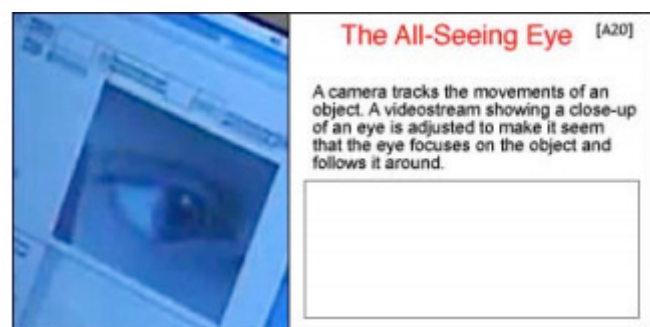 The All-Seeing Eye [A20]
A camera tracks the movements of an
object. A videostream showing a close-up
of an eye is adjusted to make it seem
that the eye focuses on the object and
follows it around.